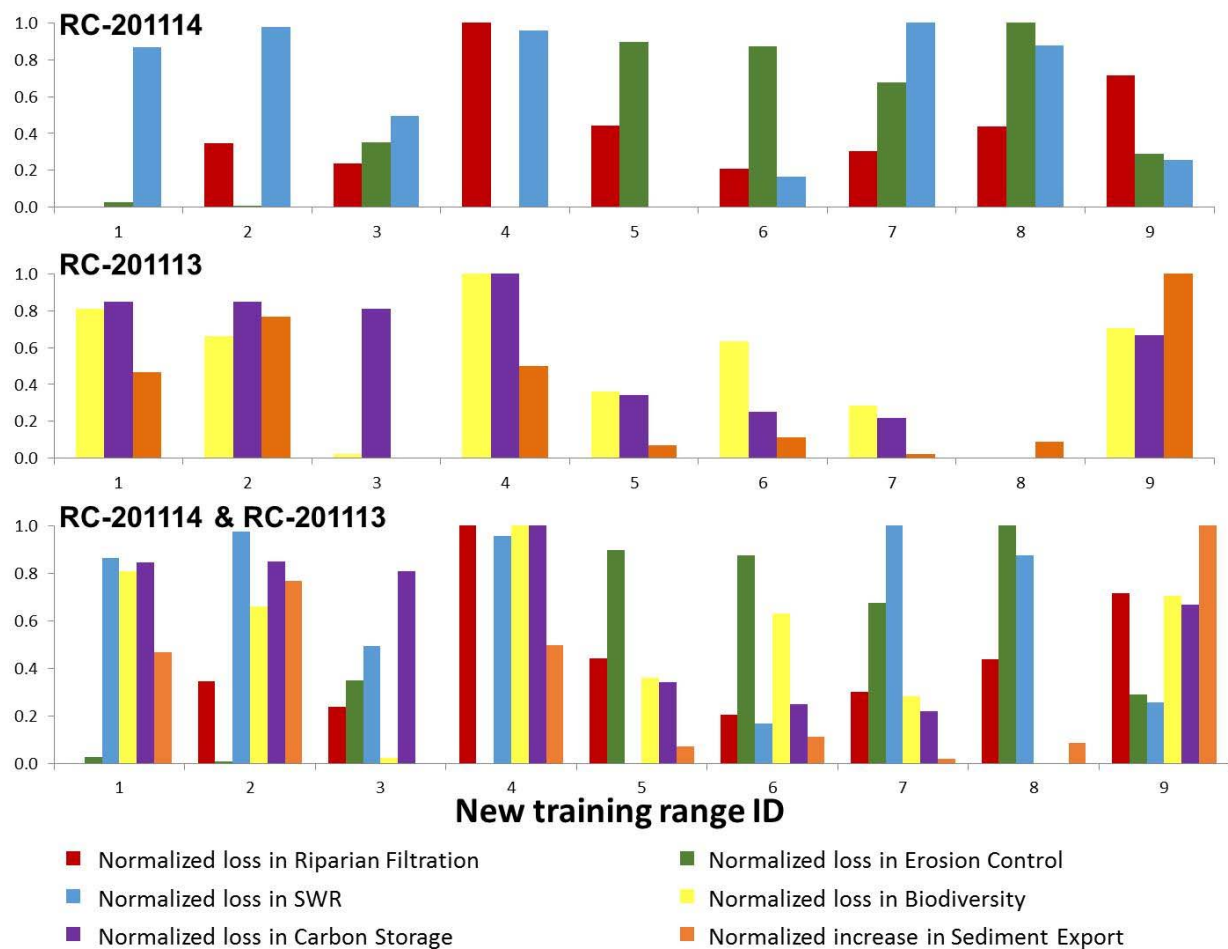 RC-201114
1.0
0.8
0.6
0.4
0.2
0.0
1 2 3 4 5 6 7 8 9
RC-201113
1.0
0.8
0.6
0.4
0.2
0.0
1 2 3 4 5 6 7 8 9
RC-201114 & RC-201113
1.0
0.8
0.6
0.4
0.2
0.0
1 2 3 4 5 6 7 8 9
New training range ID
Normalized loss in Riparian Filtration
Normalized loss in Erosion Control
Normalized loss in SWR
Normalized loss in Biodiversity
Normalized loss in Carbon Storage
Normalized increase in Sediment Export